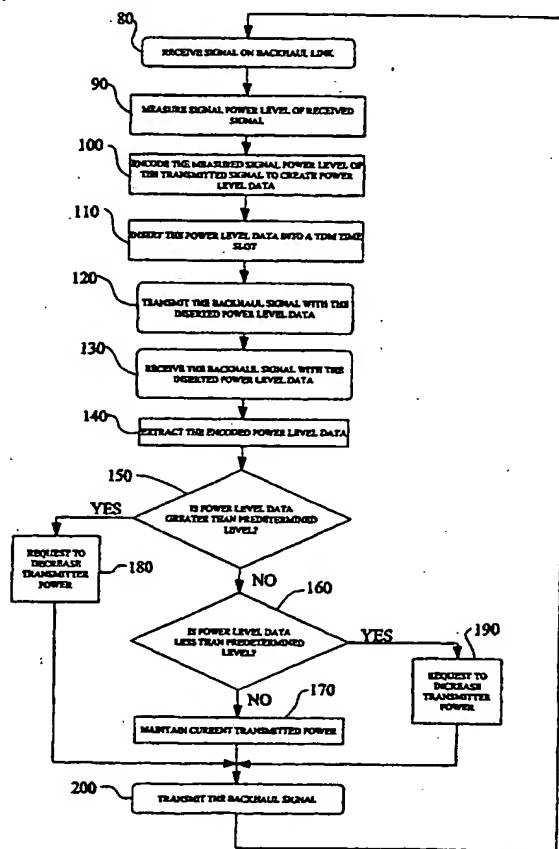 80
RECEIVE SIGNAL ON BACKHAUL LINK
90
MEASURE SIGNAL POWER LEVEL OF RECEIVED
SIGNAL
100
ENCODE THE MEASURED SIGNAL POWER LEVEL OF
THE TRANSMITTED SIGNAL TO CREATE POWER
LEVEL DATA
110
INSERT THE POWER LEVEL DATA INTO A TDM TIME
SLOT
120
TRANSMIT THE BACKHAUL SIGNAL WITH THE
INSERTED POWER LEVEL DATA
130
RECEIVE THE BACKHAUL SIGNAL WITH THE
INSERTED POWER LEVEL DATA
140
EXTRACT THE ENCODED POWER LEVEL DATA
150
IS POWER LEVEL DATA
GREATER THAN PREDETERMINED
LEVEL?
YES
REQUEST TO
DECREASE
TRANSMITTER
POWER
180
NO
160
IS POWER LEVEL DATA
LESS THAN PREDETERMINED
LEVEL?
YES
190
REQUEST TO
DECREASE
TRANSMITTER
POWER
NO
170
MAINTAIN CURRENT TRANSMITTED POWER
200
TRANSMIT THE BACKHAUL SIGNAL